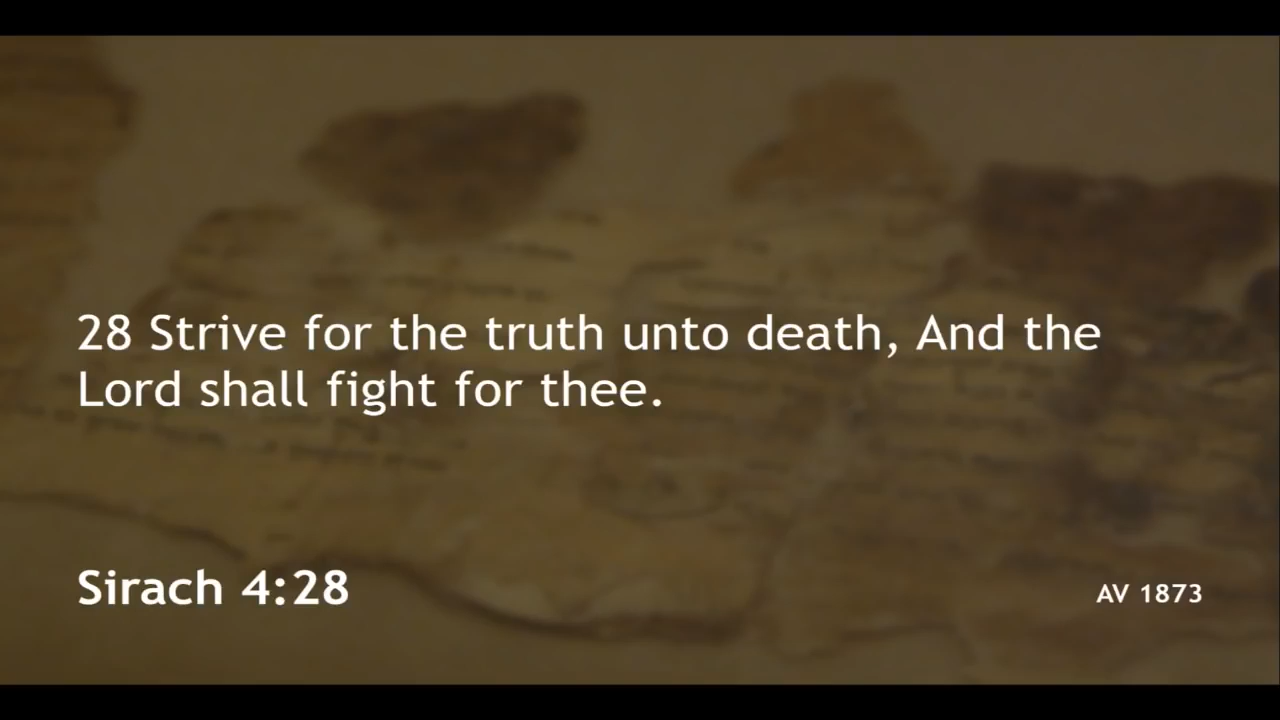 28 Strive for the truth unto death, And the
Lord shall fight for thee.
Sirach 4:28
AV 1873